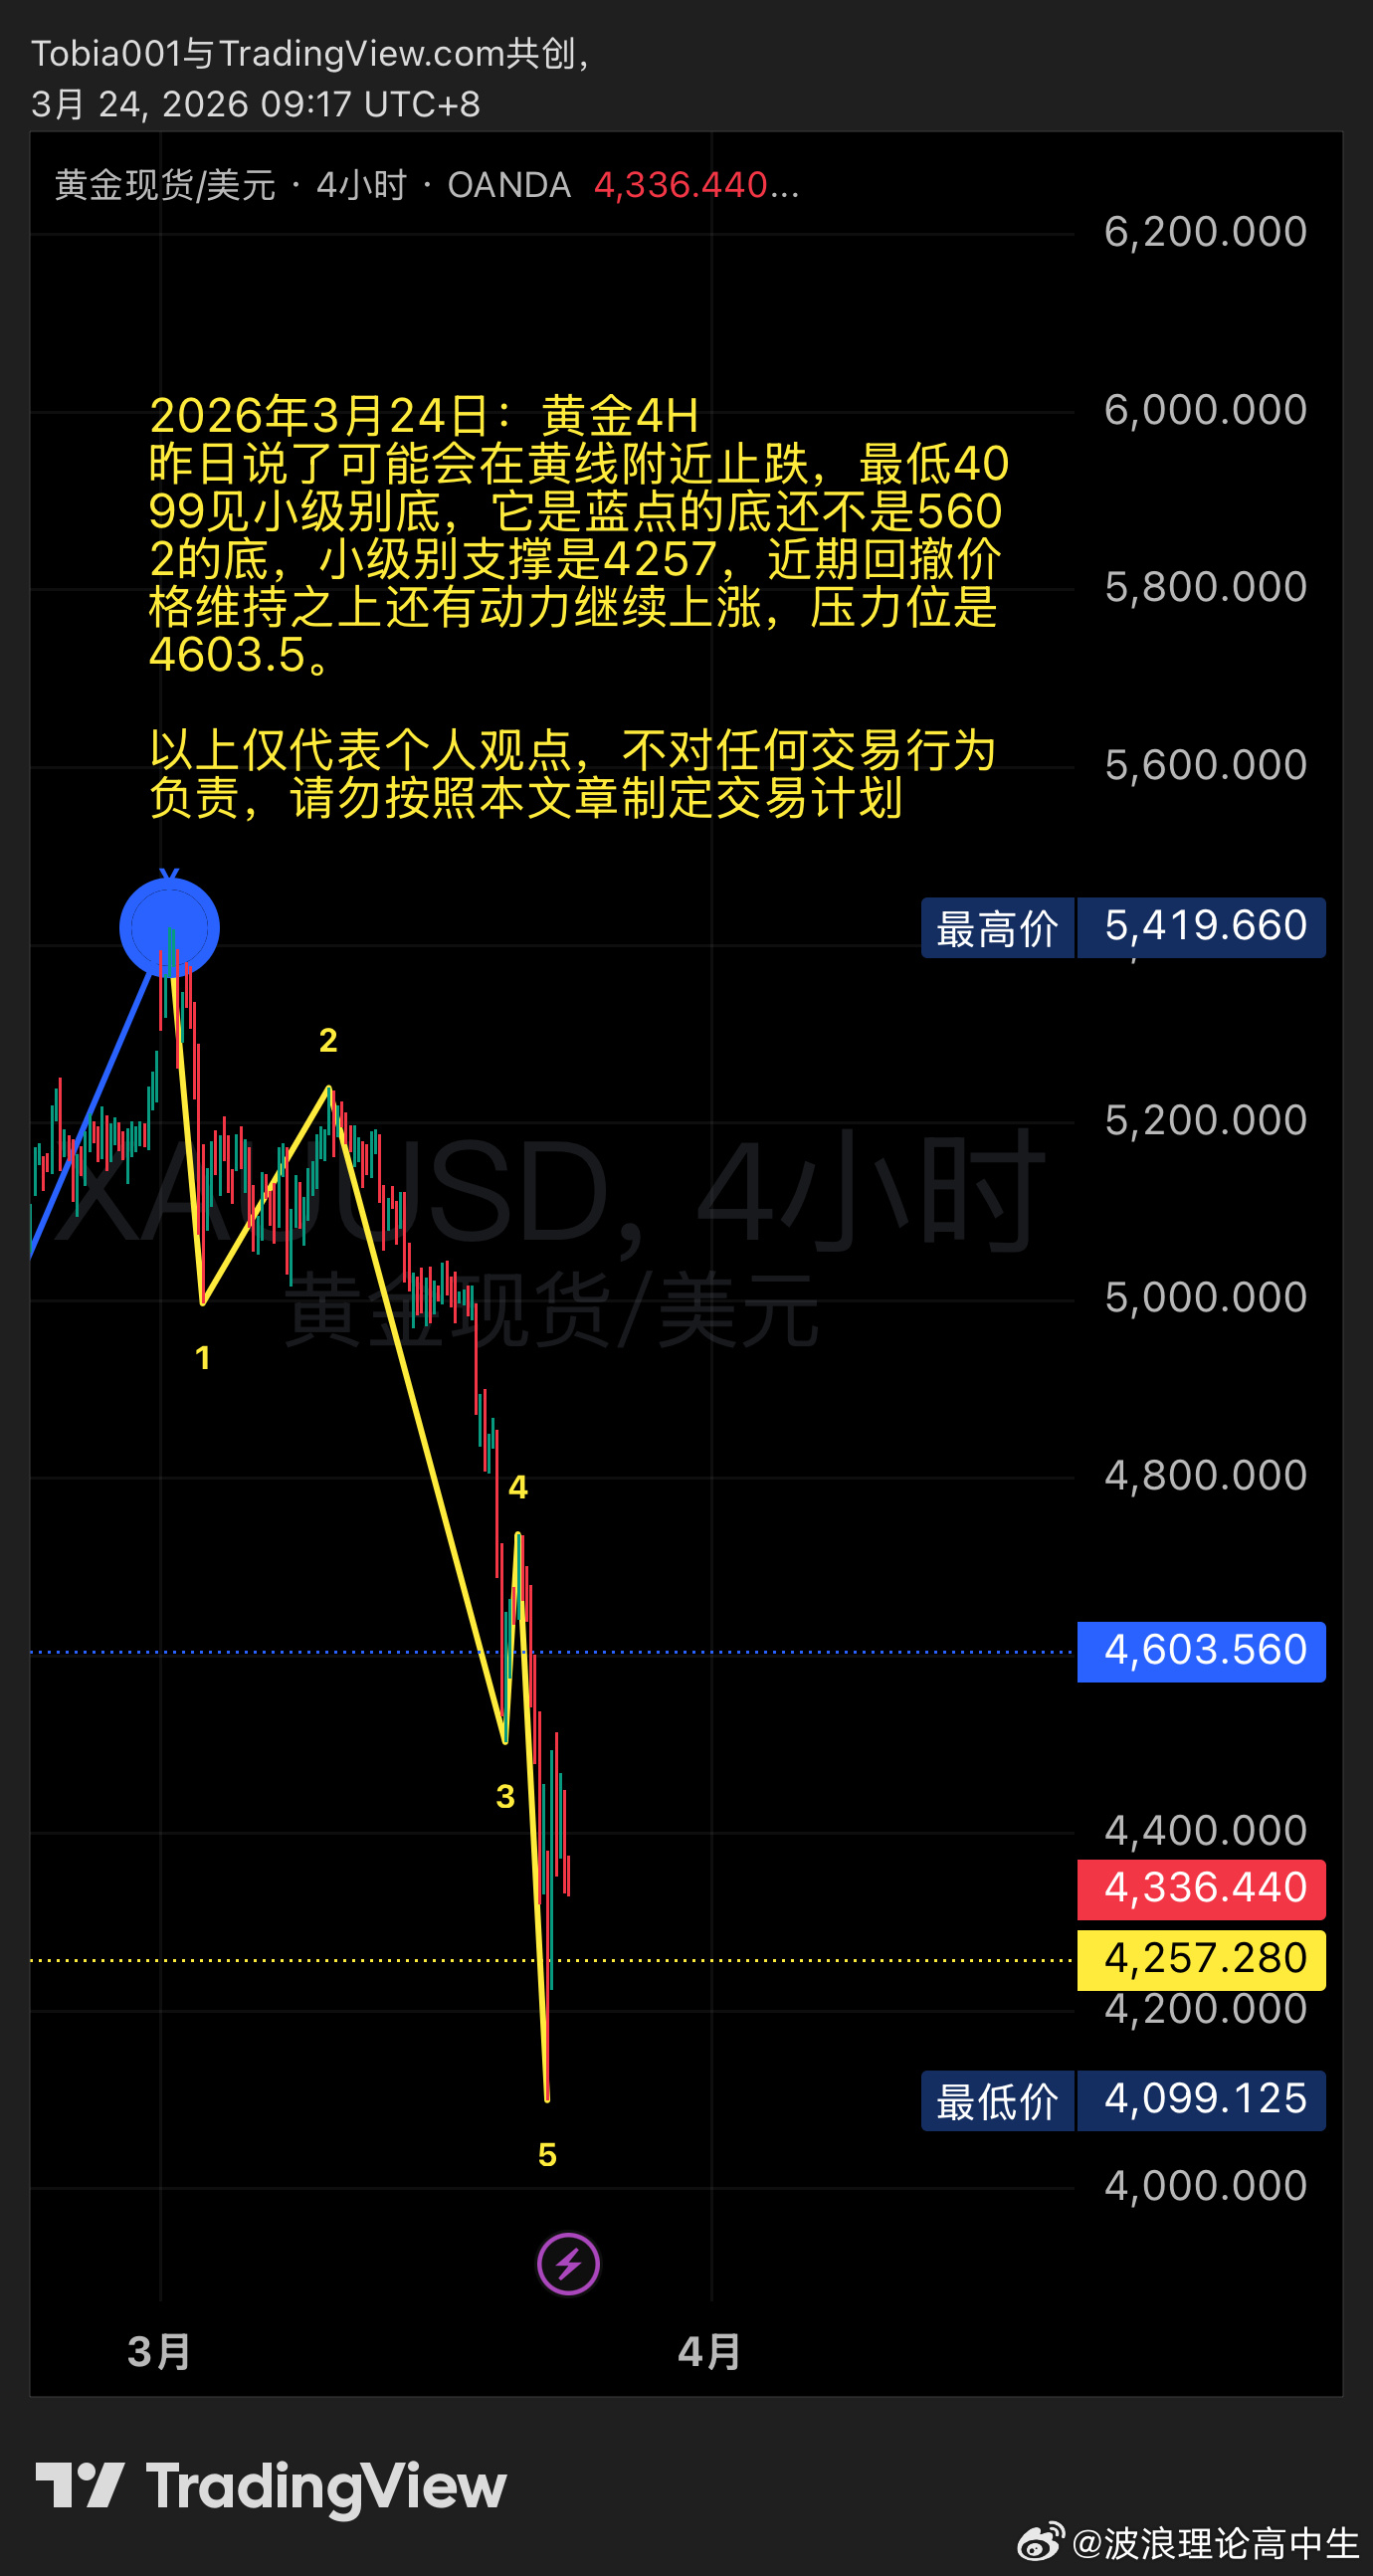 Tobia001与TradingView.com共创，
3月 24, 2026 09:17 UTC+8
黄金现货/美元 · 4小时 · OANDA 4,336.440...
6,200.000
6,000.000
2026年3月24日：黄金4H
昨日说了可能会在黄线附近止跌，最低40
99见小级别底，它是蓝点的底还不是560
2的底，小级别支撑是4257，近期回撤价
格维持之上还有动力继续上涨，压力位是
4603.5。
5,800.000
以上仅代表个人观点，不对任何交易行为
负责，请勿按照本文章制定交易计划
5,600.000
Y
最高价 5,419.660
2
5,200.000
XAUUSD, 4小时
黄金现货/美元
5,000.000
1
4,800.000
4
4,603.560
3
4,400.000
4,336.440
4,257.280
4,200.000
最低价 4,099.125
5
4,000.000
3月 4月
TradingView
@波浪理论高中生